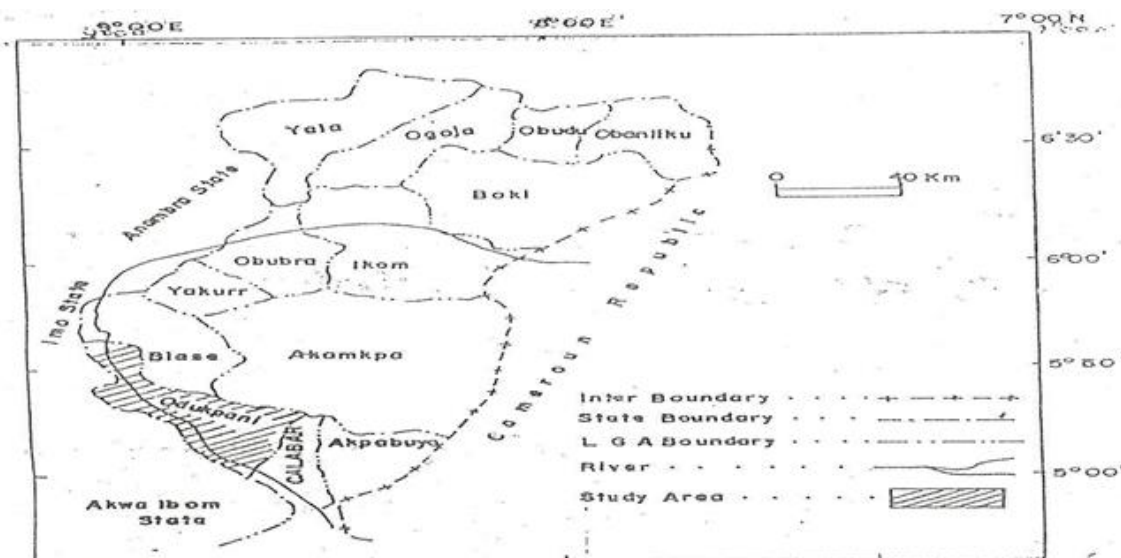 8°00'E
7°00 N
Yala
Ogoja
Obudu
Obanliku
6°30'
0 40 Km
Boki
Anambra State
Obubra
Ikom
6°00'
Yakurr
Imo State
Cameroun Republic
Biase
Akamkpa
5°50
Inter Boundary
Odukpani
State Boundary
CALABAR
Akpabuyo
L G A Boundary
River
5°00'
Akwa Ibom
State
Study Area